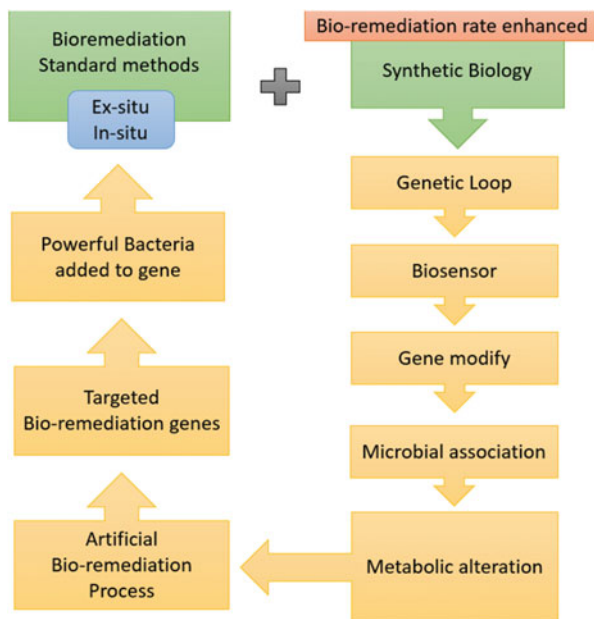 Bioremediation
Standard methods
Ex-situ
In-situ
Bio-remediation rate enhanced
Synthetic Biology
Genetic Loop
Biosensor
Gene modify
Microbial association
Metabolic alteration
Artificial
Bio-remediation
Process
Targeted
Bio-remediation genes
Powerful Bacteria
added to gene